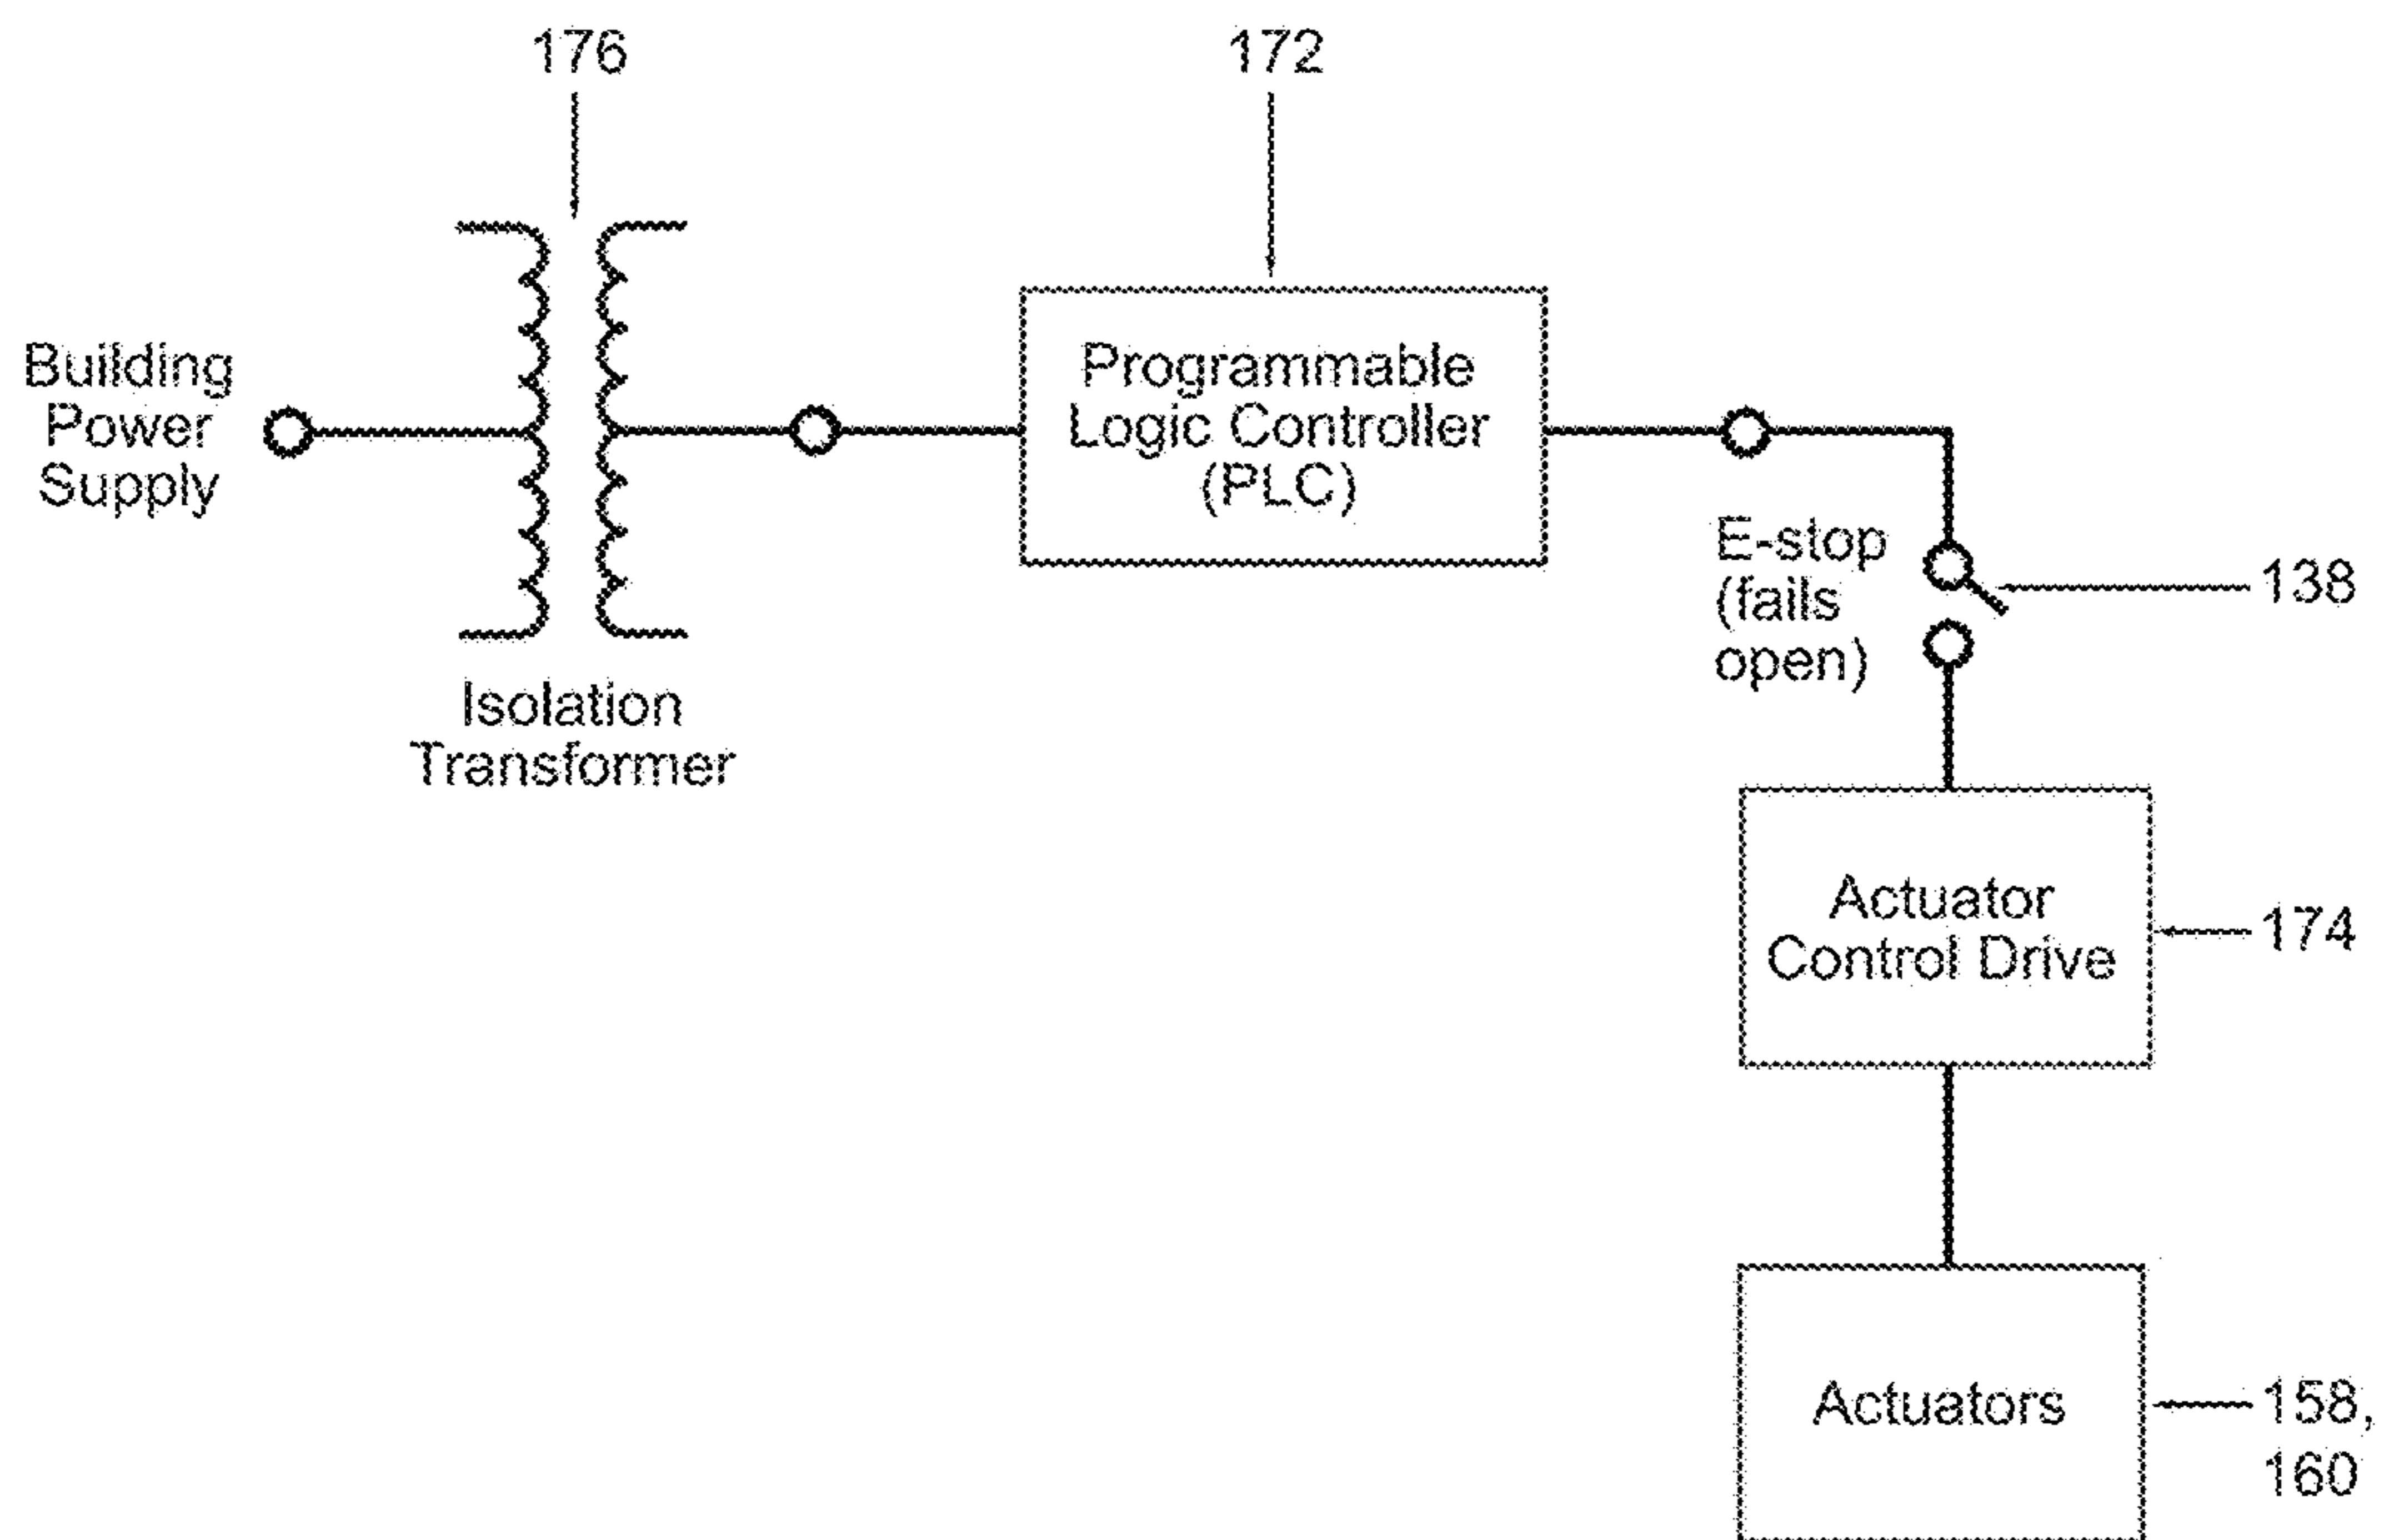 176
172
Building
Power
Supply
Programmable
Logic Controller
(PLC)
E-stop
(fails
open)
138
Isolation
Transformer
Actuator
Control Drive
174
Actuators
158,
160